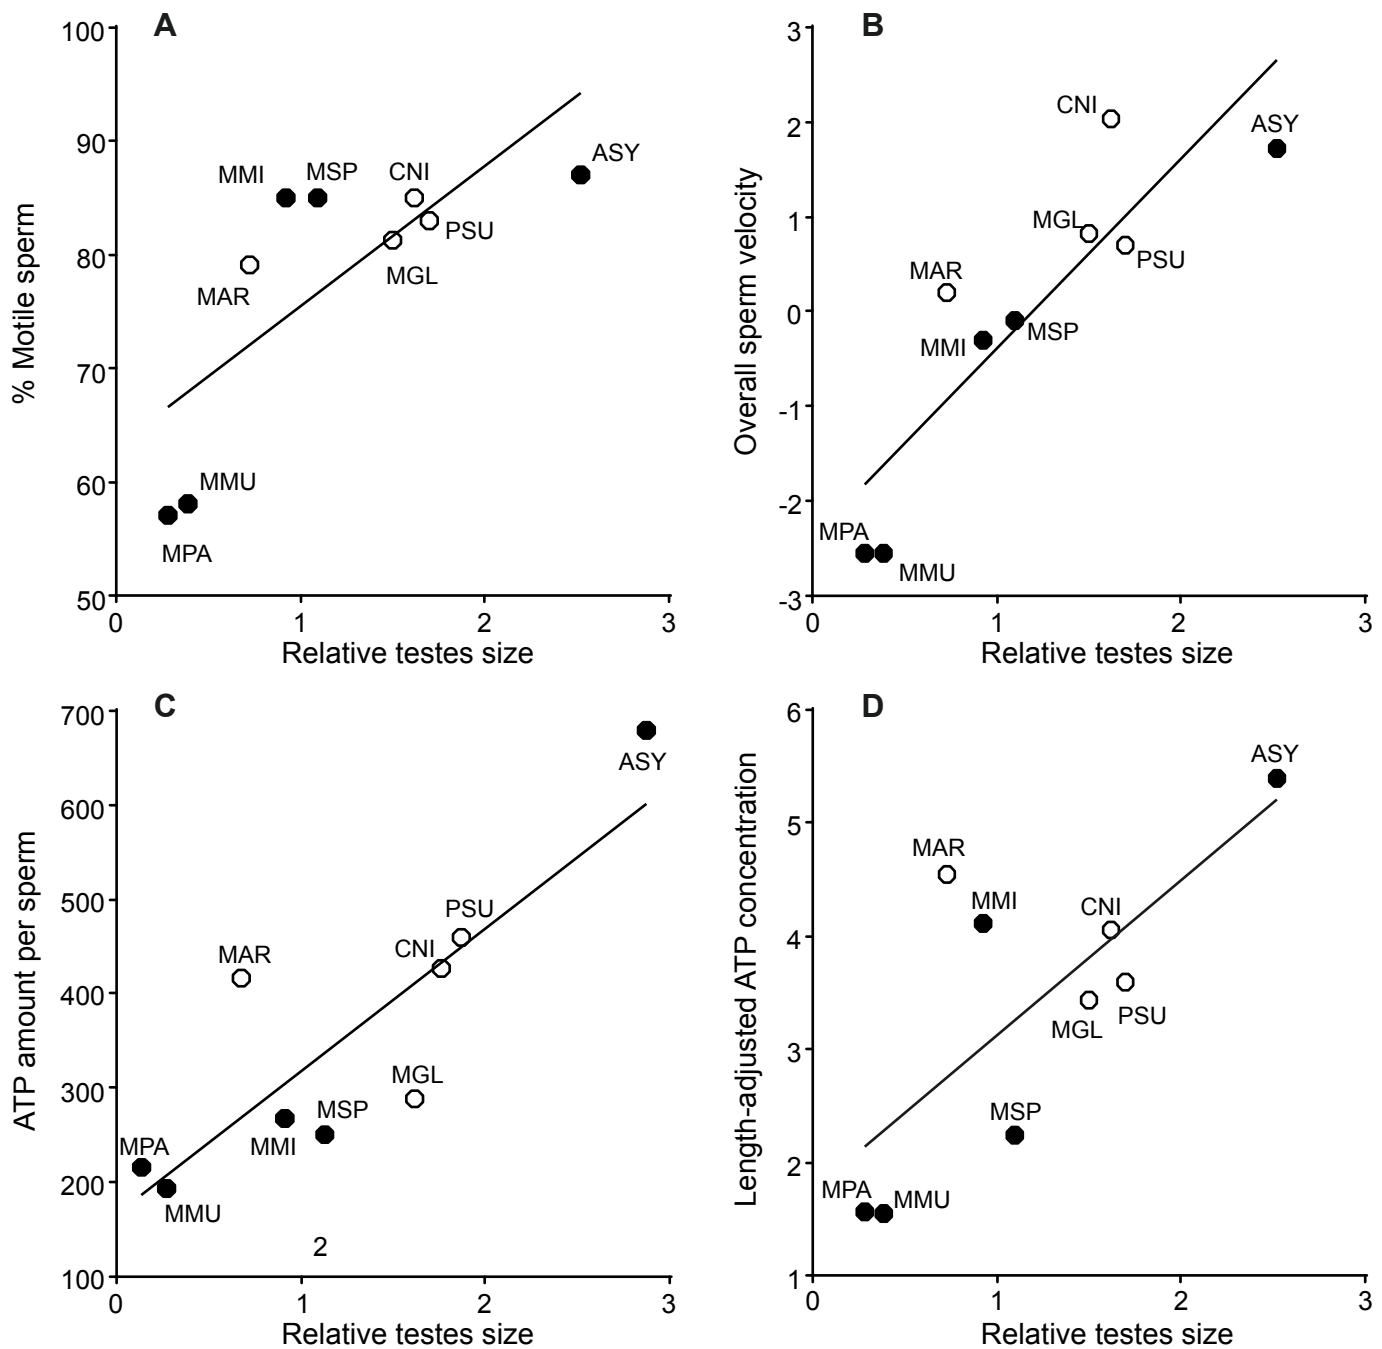 A
100
90
80
70
60
50
0
1
2
3
% Motile sperm
Relative testes size
MMI
MSP
CNI
ASY
PSU
MGL
MAR
MMU
MPA
B
3
2
1
0
-1
-2
-3
0
1
2
3
Overall sperm velocity
Relative testes size
CNI
ASY
MGL
PSU
MAR
MSP
MMI
MPA
MMU
C
700
600
500
400
300
200
100
0
1
2
3
ATP amount per sperm
Relative testes size
ASY
PSU
CNI
MAR
MGL
MSP
MMI
MPA
MMU
2
D
6
5
4
3
2
1
0
1
2
3
Length-adjusted ATP concentration
Relative testes size
ASY
MAR
MMI
CNI
PSU
MGL
MSP
MPA
MMU